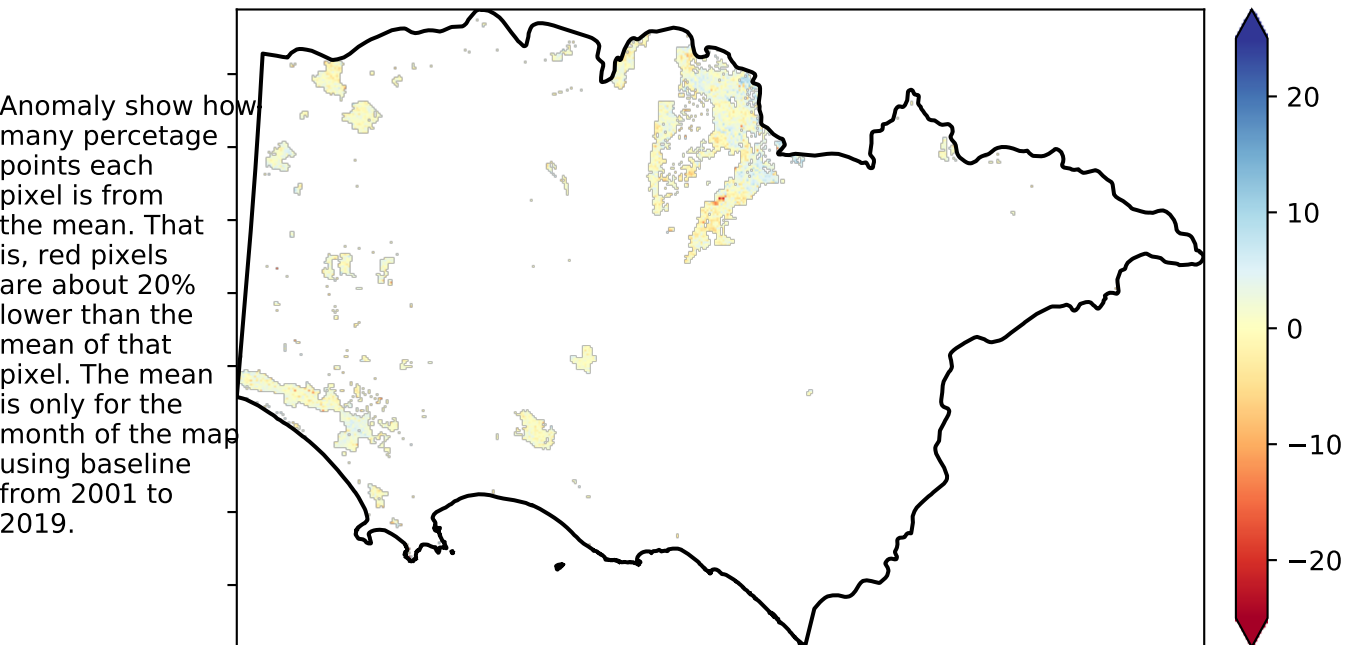 Anomaly show how
many percetage
points each
pixel is from
the mean. That
is, red pixels
are about 20%
lower than the
mean of that
pixel. The mean
is only for the
month of the map
using baseline
from 2001 to
2019.
20
10
0
−10
−20